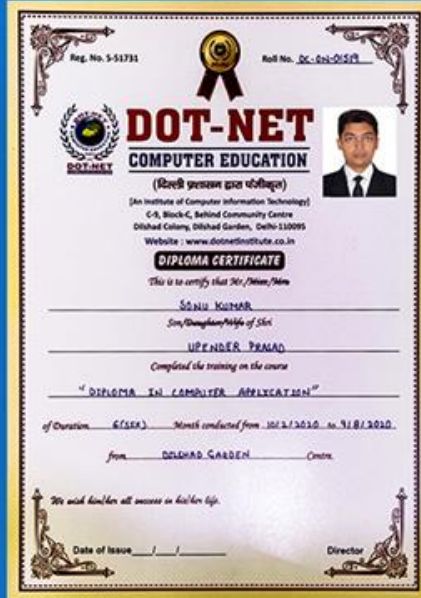 Reg. No. S-51731
Roll No. DC-ON-01519
DOT-NET
DOT-NET
COMPUTER EDUCATION
(दिल्ली प्रशासन द्वारा पंजीकृत)
[An Institute of Computer Information Technology]
C-9, Block-C, Behind Community Centre
Dilshad Colony, Dilshad Garden, Delhi-110095
Website : www.dotnetinstitute.co.in
DIPLOMA CERTIFICATE
This is to certify that Mr./Miss/Mrs
SONU KUMAR
Son/Daughter/Wife of Shri
UPENDER PRASAD
Completed the training on the course
"DIPLOMA IN COMPUTER APPLICATION"
of Duration 6(SIX) Month conducted from 10/2/2020 to 9/8/2020
from DILSHAD GARDEN Centre.
We wish him/her all success in his/her life.
Date of Issue___/___/______
Director